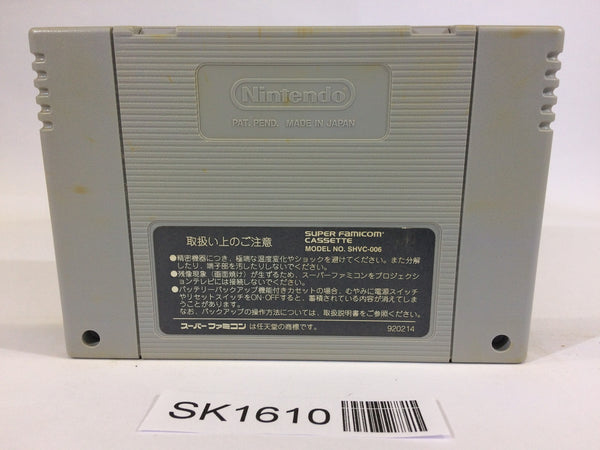 Nintendo
PAT. PEND. MADE IN JAPAN
取扱い上のご注意
SUPER FAMICOM
CASSETTE
MODEL NO. SHVC-006
●精密機器につき、極端な温度変化やショックを避けてください。また分解
したり、端子部を汚したりしないでください。
●残像現象（画面焼け）が生ずるため、スーパーファミコンをプロジェクシ
ョンテレビには接続しないでください。
●バッテリーバックアップ機能付きカセットの場合、むやみに電源スイッチ
やリセットスイッチをON・OFFすると、蓄積されている内容が消えてしま
うことがあります。
なお、バックアップの操作方法については、取扱説明書をご参照ください。
スーパーファミコン は任天堂の商標です。
920214
SK1610